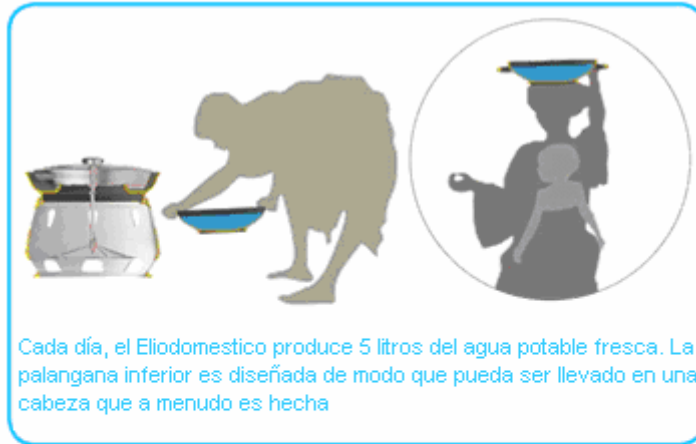 Cada día, el Eliodomestico produce 5 litros del agua potable fresca. La
palangana inferior es diseñada de modo que pueda ser llevado en una
cabeza que a menudo es hecha